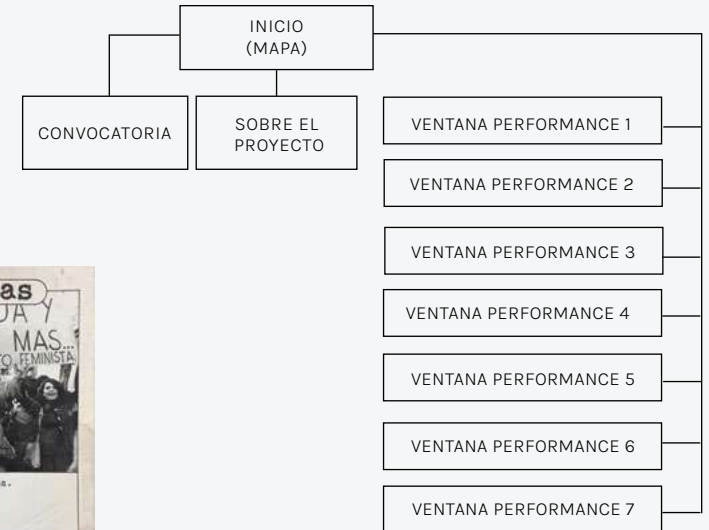 INICIO
(MAPA)
CONVOCATORIA
SOBRE EL
PROYECTO
VENTANA PERFORMANCE 1
VENTANA PERFORMANCE 2
VENTANA PERFORMANCE 3
VENTANA PERFORMANCE 4
VENTANA PERFORMANCE 5
VENTANA PERFORMANCE 6
VENTANA PERFORMANCE 7
as
Y
MAS...
FEMINISTA